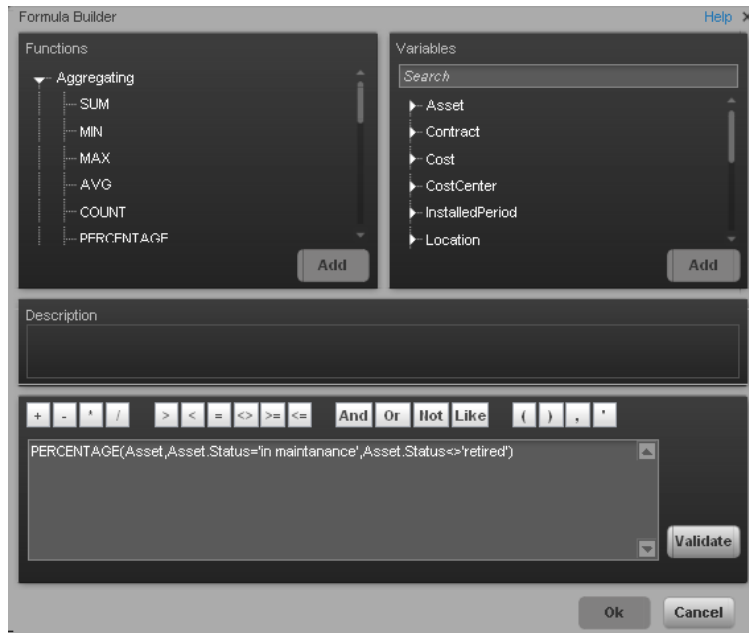 Formula Builder
Help X
Functions
Aggregating
SUM
MIN
MAX
AVG
COUNT
PERCENTAGE
Add
Variables
Search
Asset
Contract
Cost
CostCenter
InstalledPeriod
Location
Add
Description
+ - * / > < = <> >= <= And Or Not Like ( ) , '
PERCENTAGE(Asset,Asset.Status='in maintanance',Asset.Status<>'retired')
Validate
Ok Cancel